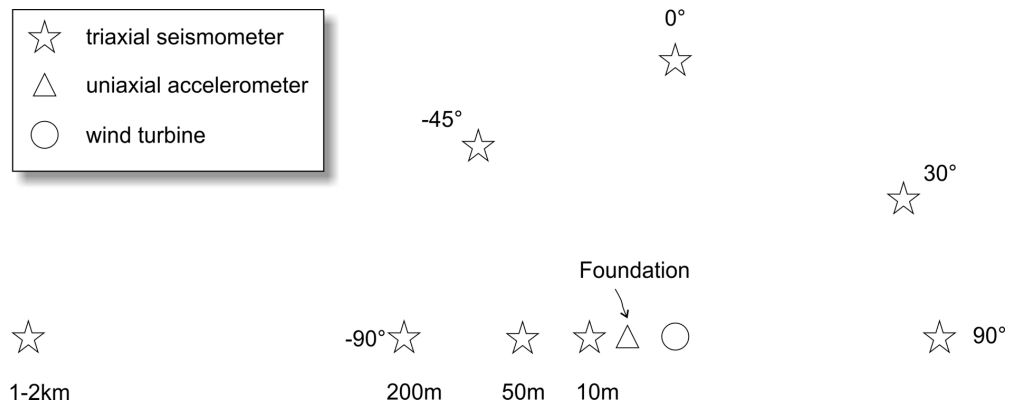 triaxial seismometer
uniaxial accelerometer
wind turbine
0°
-45°
30°
Foundation
-90°
90°
1-2km
200m
50m
10m